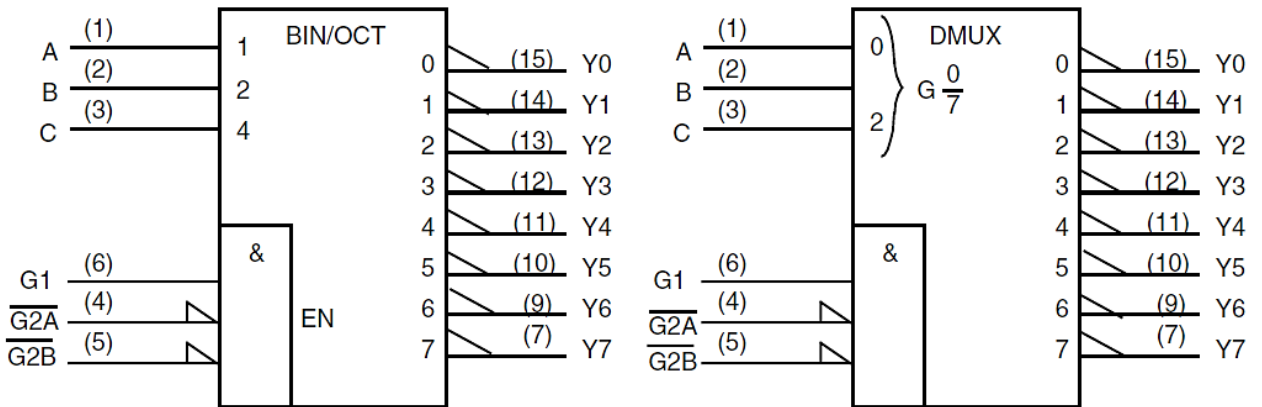 BIN/OCT
A (1) 1
B (2) 2
C (3) 4
0 (15) Y0
1 (14) Y1
2 (13) Y2
3 (12) Y3
4 (11) Y4
5 (10) Y5
6 (9) Y6
7 (7) Y7
&
G1 (6)
G2A (4)
EN
G2B (5)
DMUX
A (1) 0
B (2)
G 0/7
C (3) 2
0 (15) Y0
1 (14) Y1
2 (13) Y2
3 (12) Y3
4 (11) Y4
5 (10) Y5
6 (9) Y6
7 (7) Y7
&
G1 (6)
G2A (4)
G2B (5)